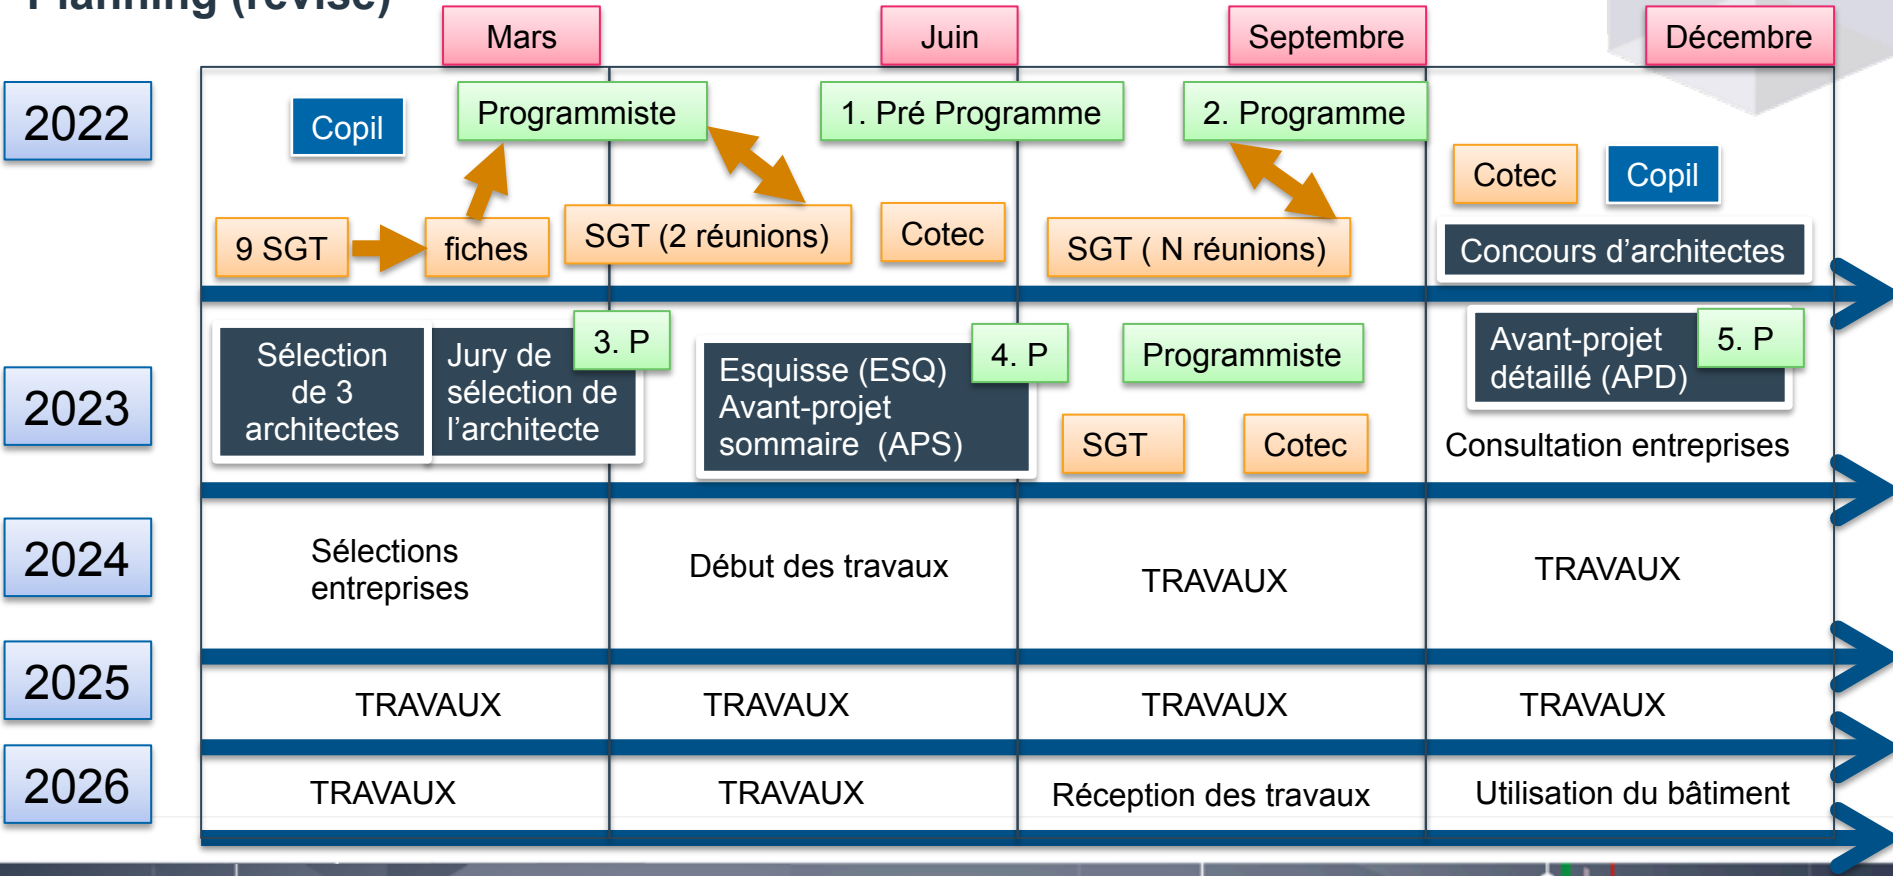 Planning (révisé)
Mars
Juin
Septembre
Décembre
2022
Copil
Programmiste
1. Pré Programme
2. Programme
Cotec
Copil
9 SGT
fiches
SGT (2 réunions)
Cotec
SGT ( N réunions)
Concours d’architectes
2023
Sélection
de 3
architectes
Jury de
sélection de
l’architecte
3. P
Esquisse (ESQ)
Avant-projet
sommaire (APS)
4. P
Programmiste
SGT
Cotec
Avant-projet
détaillé (APD)
5. P
Consultation entreprises
2024
Sélections
entreprises
Début des travaux
TRAVAUX
TRAVAUX
2025
TRAVAUX
TRAVAUX
TRAVAUX
TRAVAUX
2026
TRAVAUX
TRAVAUX
Réception des travaux
Utilisation du bâtiment